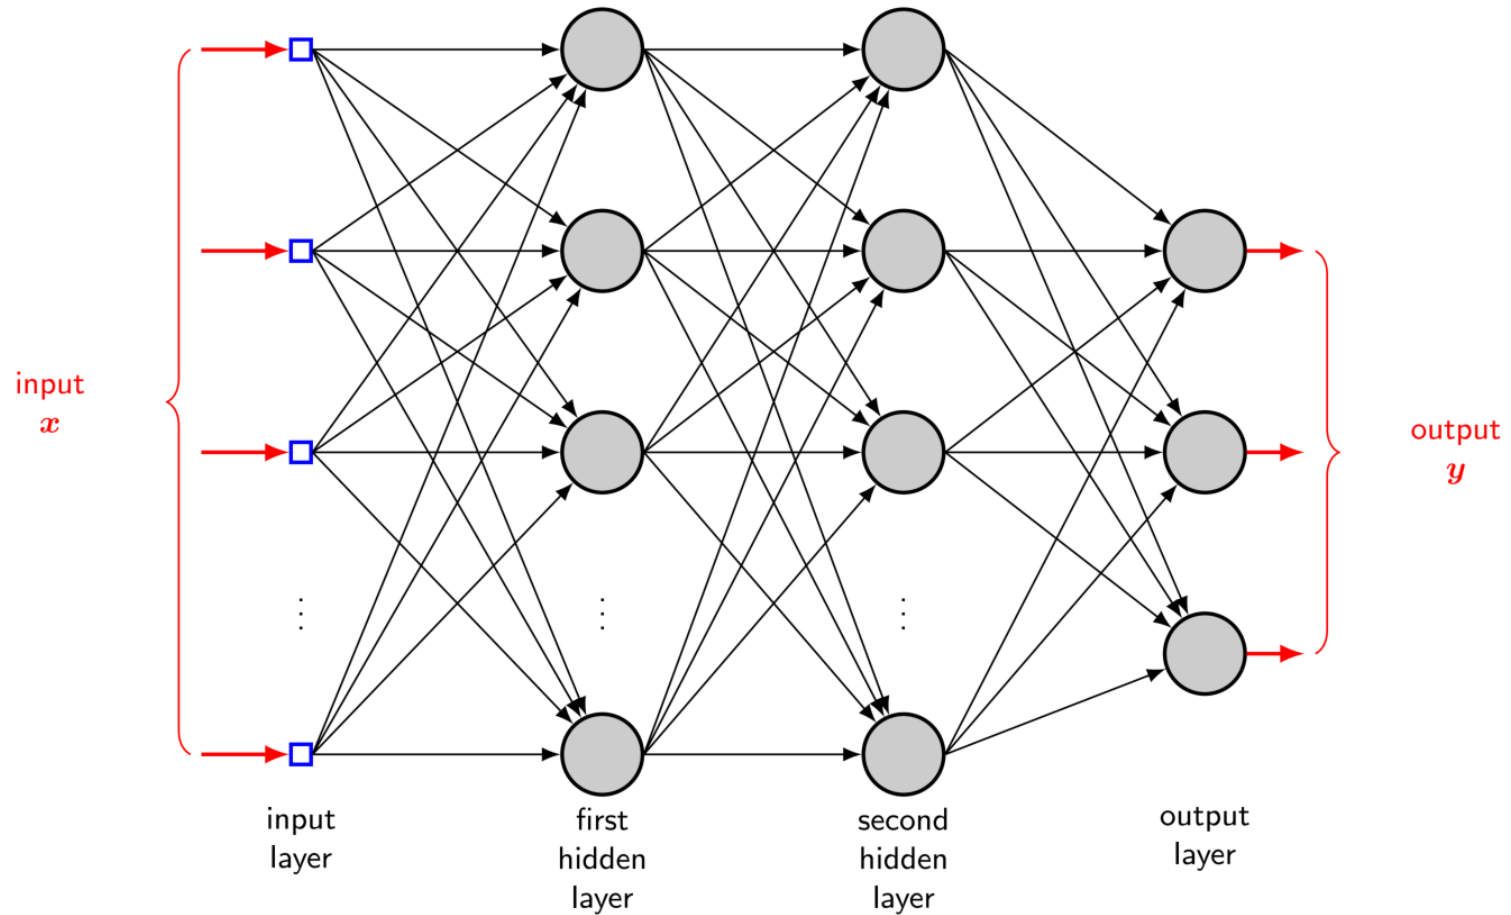 input
x
output
y
input
layer
first
hidden
layer
second
hidden
layer
output
layer